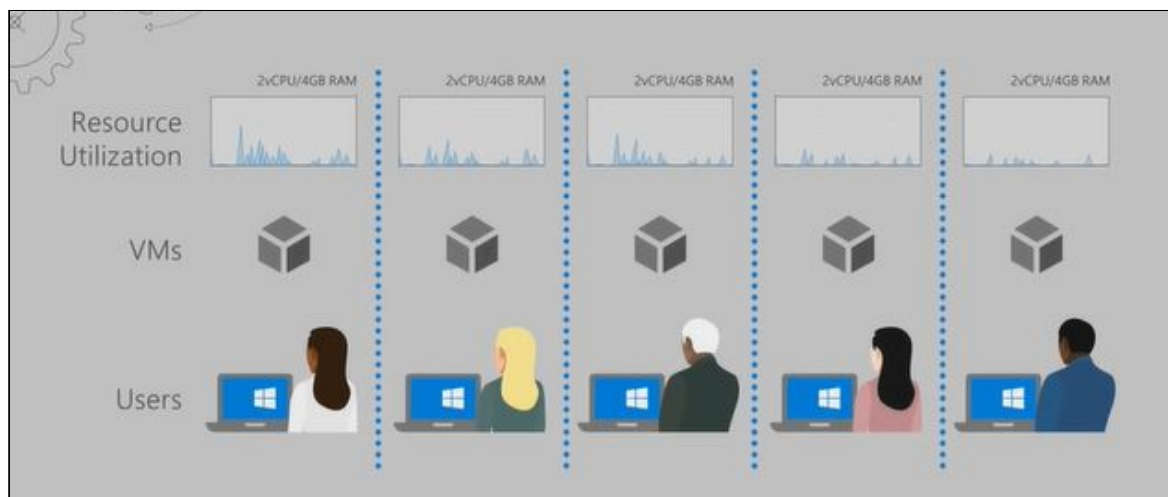 2vCPU/4GB RAM
2vCPU/4GB RAM
2vCPU/4GB RAM
2vCPU/4GB RAM
2vCPU/4GB RAM
Resource
Utilization
VMs
Users